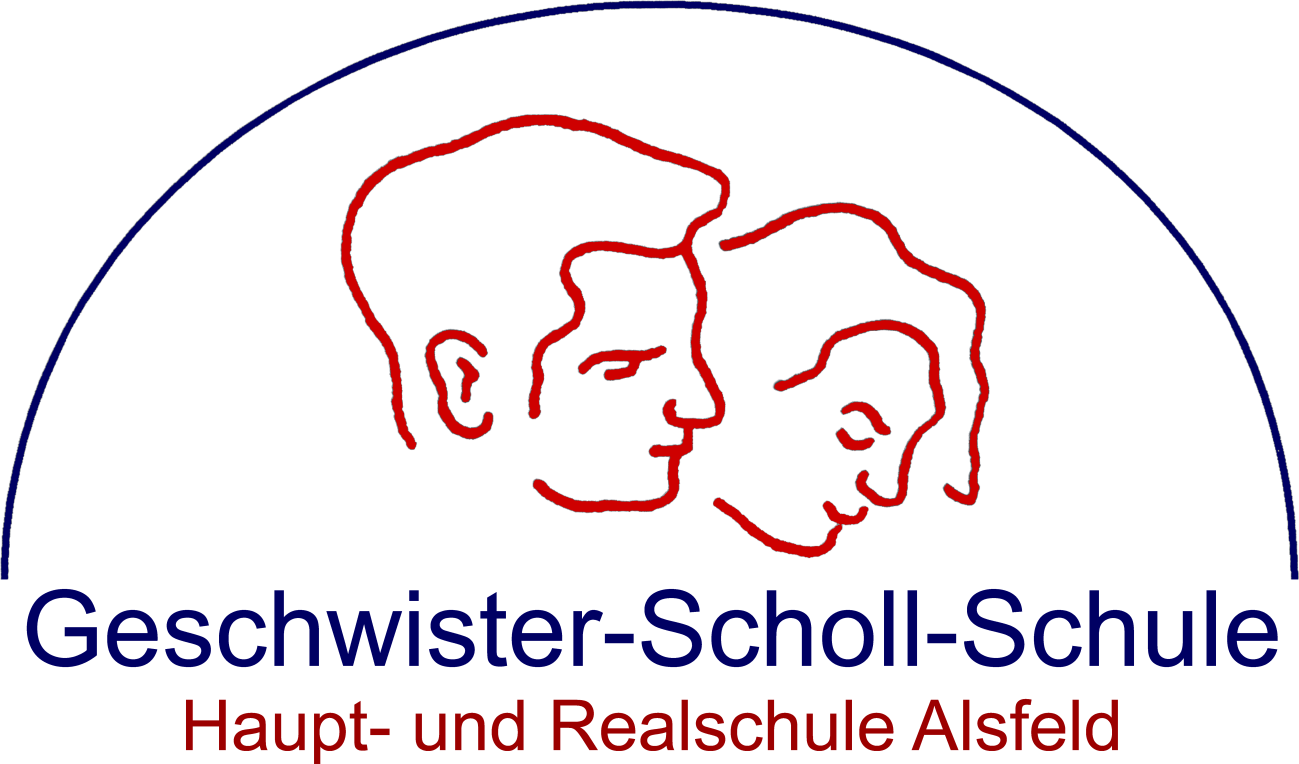 Geschwister-Scholl-Schule
Haupt- und Realschule Alsfeld